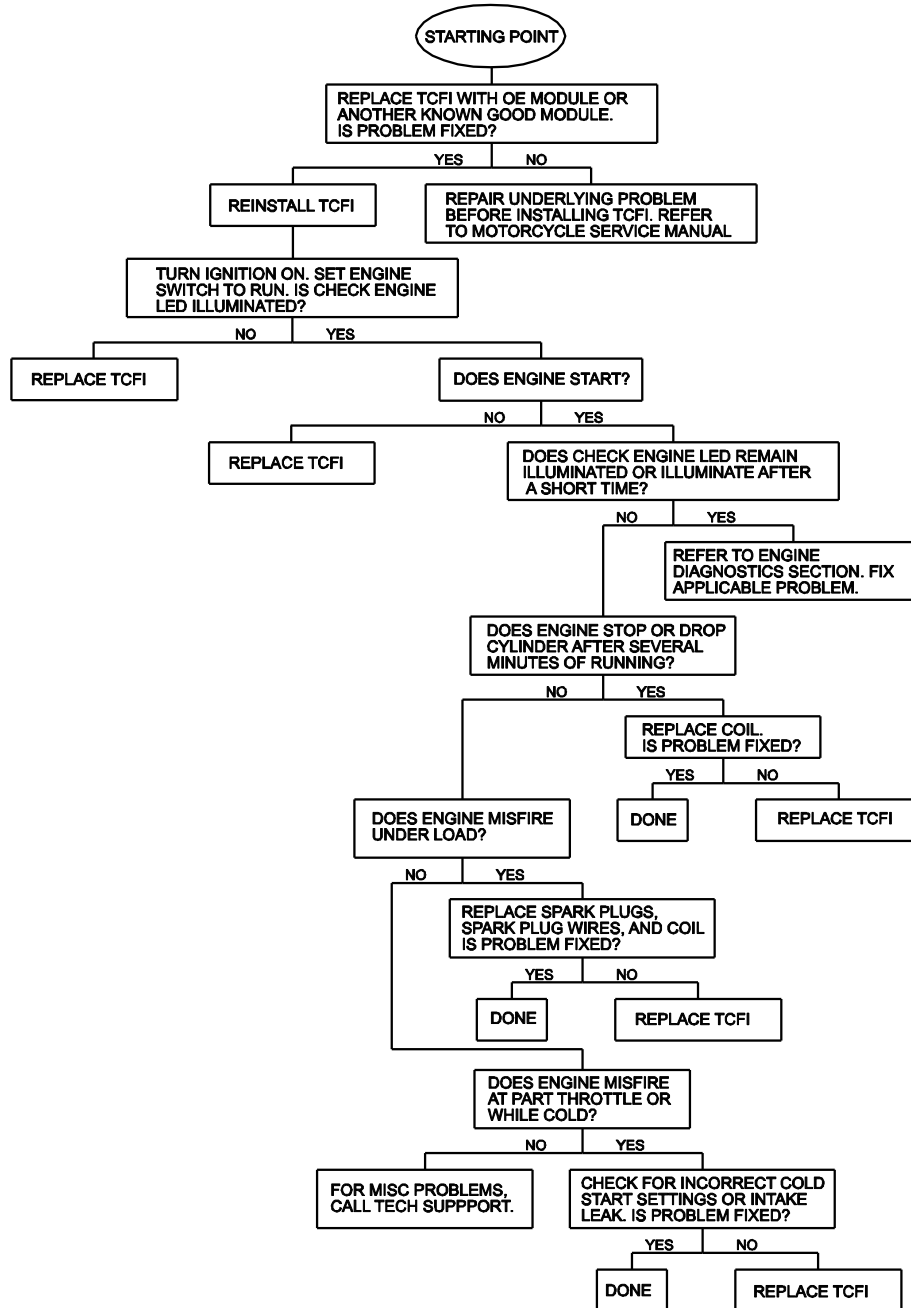 STARTING POINT
REPLACE TCFI WITH OE MODULE OR
ANOTHER KNOWN GOOD MODULE.
IS PROBLEM FIXED?
YES
NO
REINSTALL TCFI
REPAIR UNDERLYING PROBLEM
BEFORE INSTALLING TCFI. REFER
TO MOTORCYCLE SERVICE MANUAL
TURN IGNITION ON. SET ENGINE
SWITCH TO RUN. IS CHECK ENGINE
LED ILLUMINATED?
NO
YES
REPLACE TCFI
DOES ENGINE START?
NO
YES
REPLACE TCFI
DOES CHECK ENGINE LED REMAIN
ILLUMINATED OR ILLUMINATE AFTER
A SHORT TIME?
NO
YES
REFER TO ENGINE
DIAGNOSTICS SECTION. FIX
APPLICABLE PROBLEM.
DOES ENGINE STOP OR DROP
CYLINDER AFTER SEVERAL
MINUTES OF RUNNING?
NO
YES
REPLACE COIL.
IS PROBLEM FIXED?
YES
NO
DONE
REPLACE TCFI
DOES ENGINE MISFIRE
UNDER LOAD?
NO
YES
REPLACE SPARK PLUGS,
SPARK PLUG WIRES, AND COIL
IS PROBLEM FIXED?
YES
NO
DONE
REPLACE TCFI
DOES ENGINE MISFIRE
AT PART THROTTLE OR
WHILE COLD?
NO
YES
FOR MISC PROBLEMS,
CALL TECH SUPPPORT.
CHECK FOR INCORRECT COLD
START SETTINGS OR INTAKE
LEAK. IS PROBLEM FIXED?
YES
NO
DONE
REPLACE TCFI